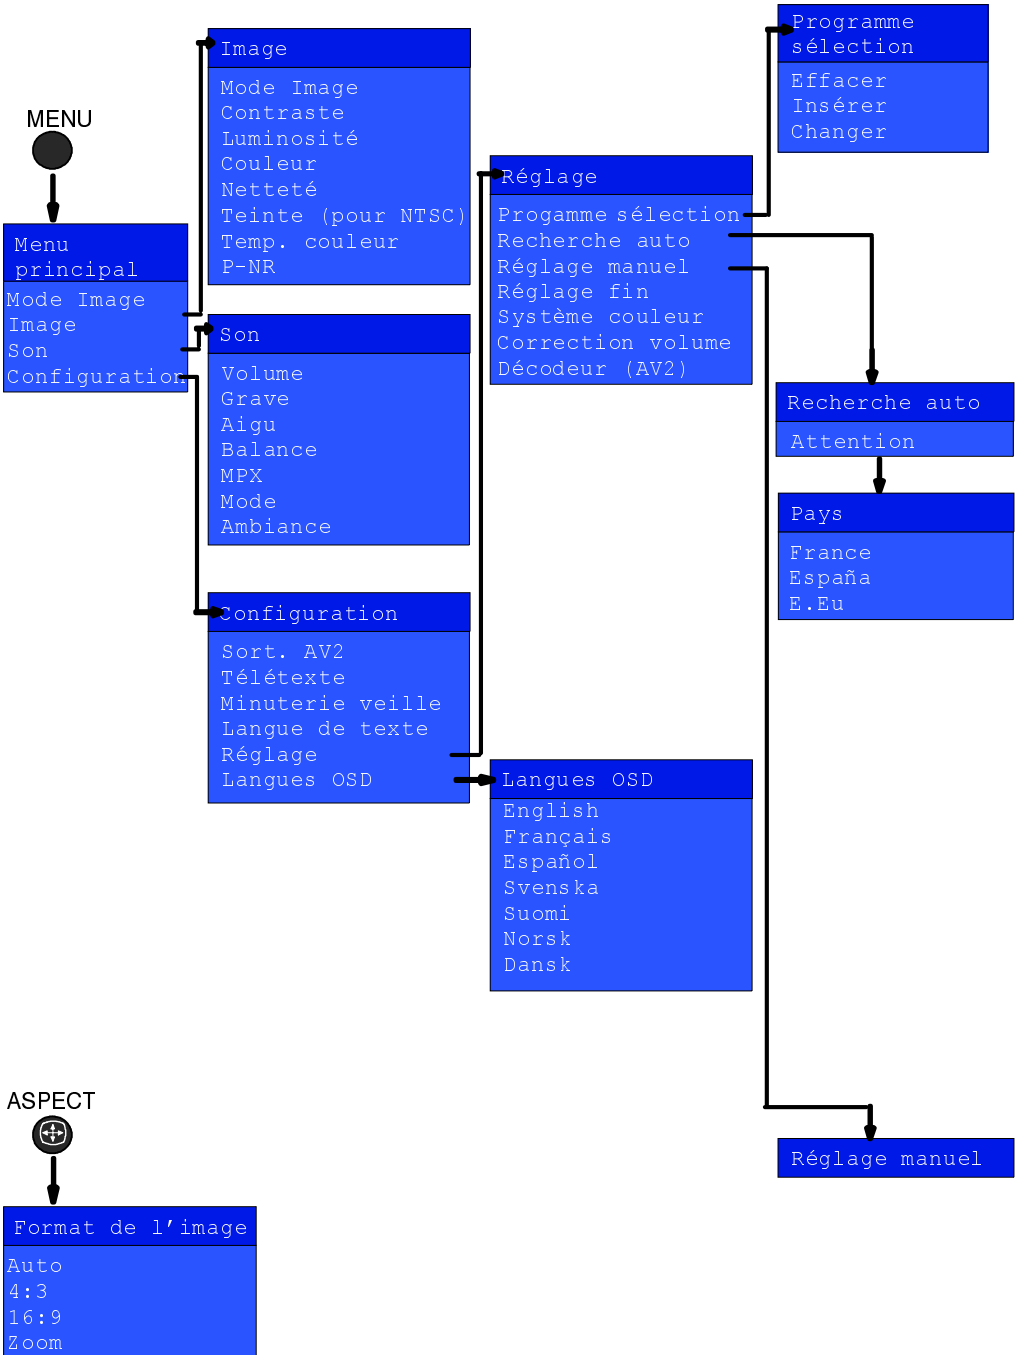 MENU
Menu
principal
Mode Image
Image
Son
Configuration
Image
Mode Image
Contraste
Luminosité
Couleur
Netteté
Teinte (pour NTSC)
Temp. couleur
P-NR
Son
Volume
Grave
Aigu
Balance
MPX
Mode
Ambiance
Configuration
Sort. AV2
Télétexte
Minuterie veille
Langue de texte
Réglage
Langues OSD
Réglage
Progamme sélection
Recherche auto
Réglage manuel
Réglage fin
Système couleur
Correction volume
Décodeur (AV2)
Langues OSD
English
Français
Español
Svenska
Suomi
Norsk
Dansk
Programme
sélection
Effacer
Insérer
Changer
Recherche auto
Attention
Pays
France
España
E.Eu
Réglage manuel
ASPECT
Format de l'image
Auto
4:3
16:9
Zoom